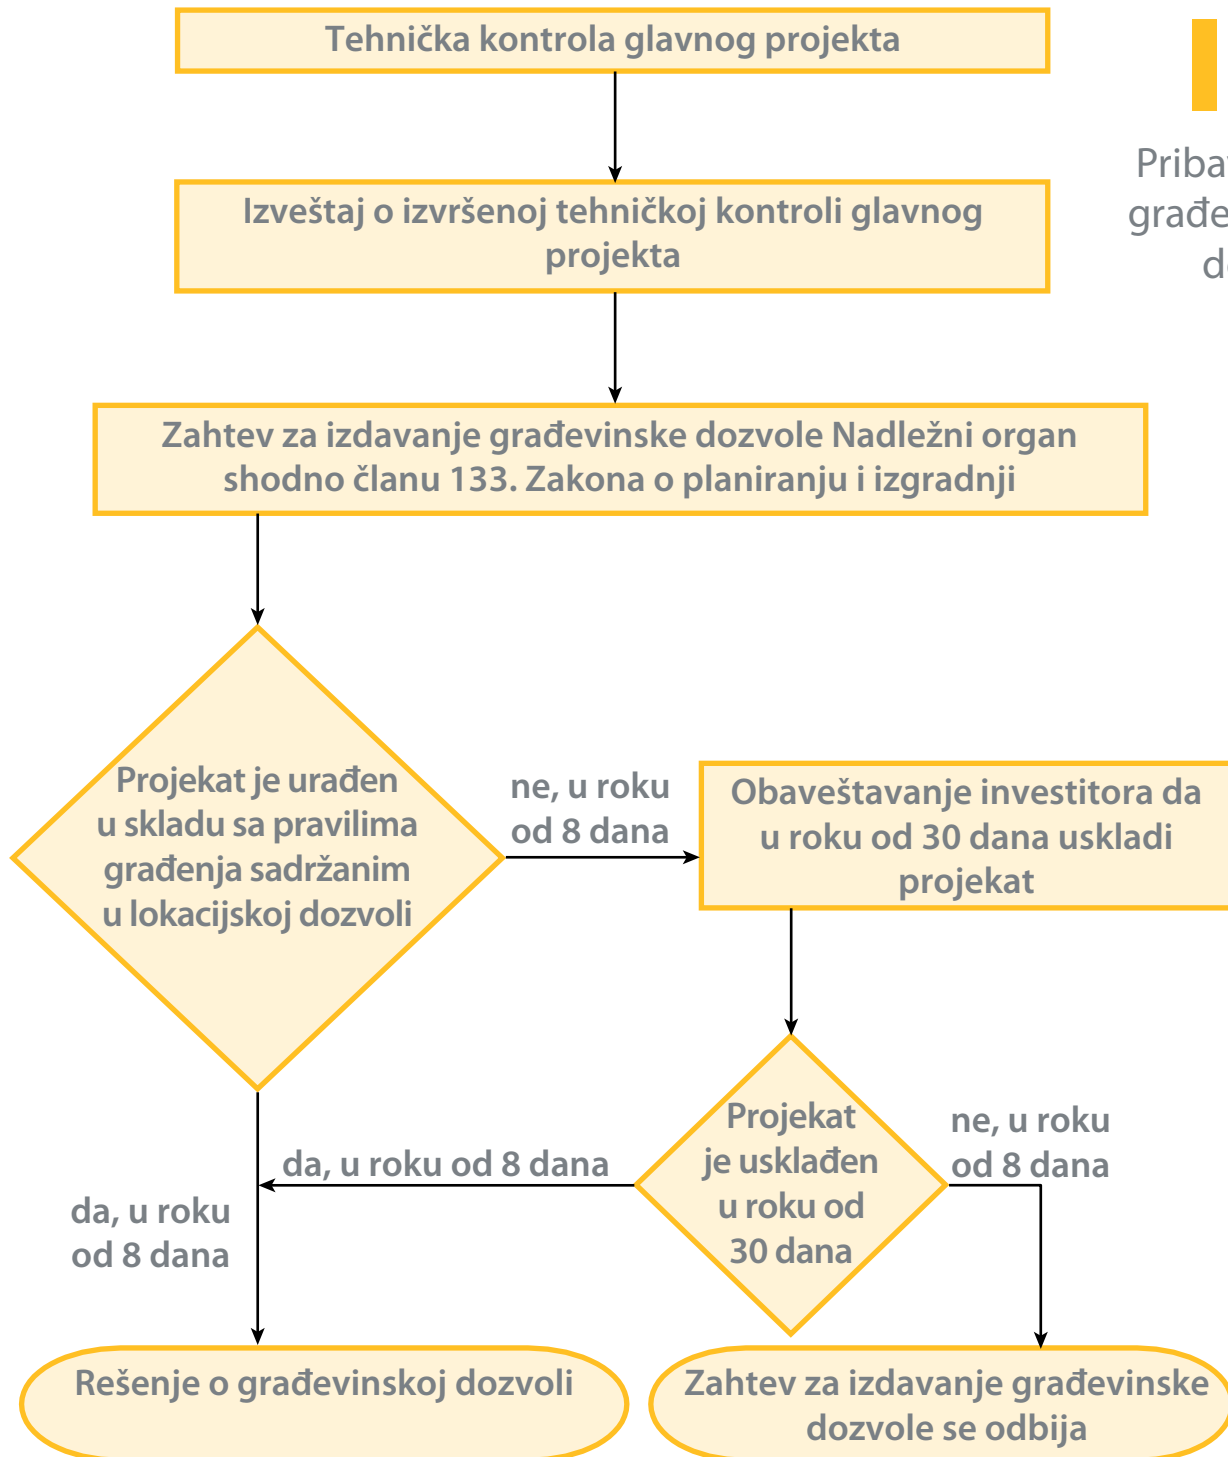 Tehnička kontrola glavnog projekta
Izveštaj o izvršenoj tehničkoj kontroli glavnog
projekta
Zahtev za izdavanje građevinske dozvole Nadležni organ
shodno članu 133. Zakona o planiranju i izgradnji
Projekat je urađen
u skladu sa pravilima
građenja sadržanim
u lokacijskoj dozvoli
ne, u roku
od 8 dana
Obaveštavanje investitora da
u roku od 30 dana uskladi
projekat
Projekat
je usklađen
u roku od
30 dana
da, u roku od 8 dana
ne, u roku
od 8 dana
da, u roku
od 8 dana
Rešenje o građevinskoj dozvoli
Zahtev za izdavanje građevinske
dozvole se odbija